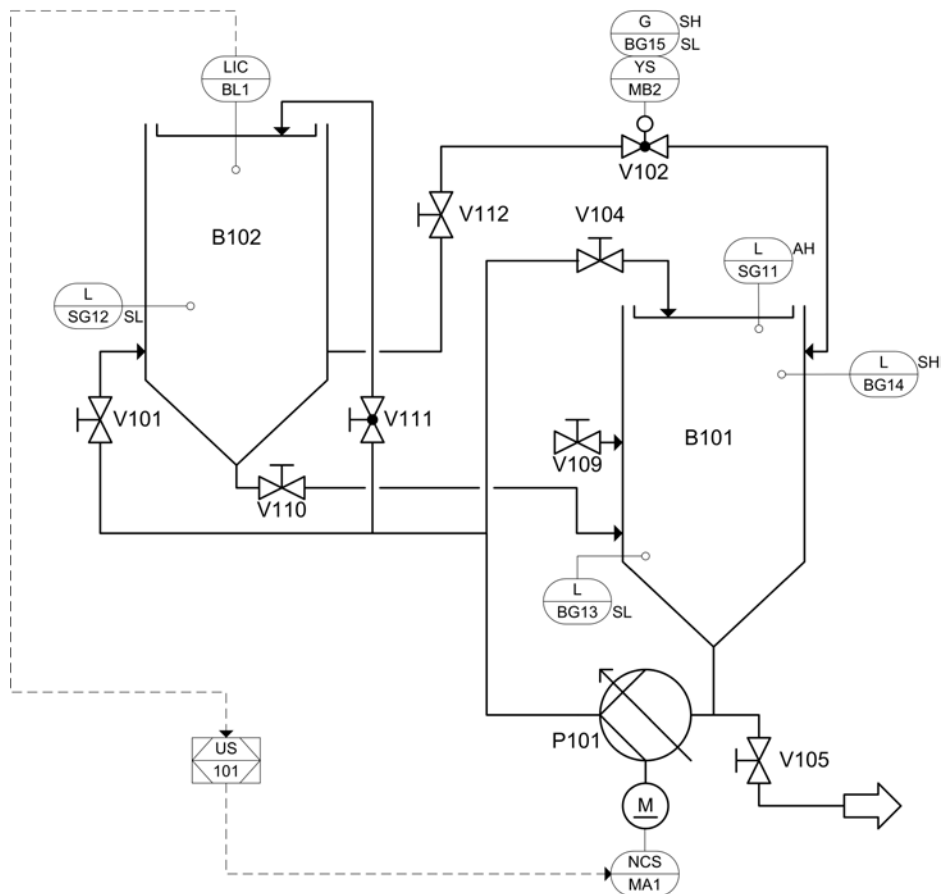 G SH
BG15 SL
YS
MB2
LIC
BL1
V102
V112
V104
B102
L AH
SG11
L
SG12 SL
L SH
BG14
V101
V111
B101
V109
V110
L
BG13 SL
P101
US
101
V105
M
NCS
MA1